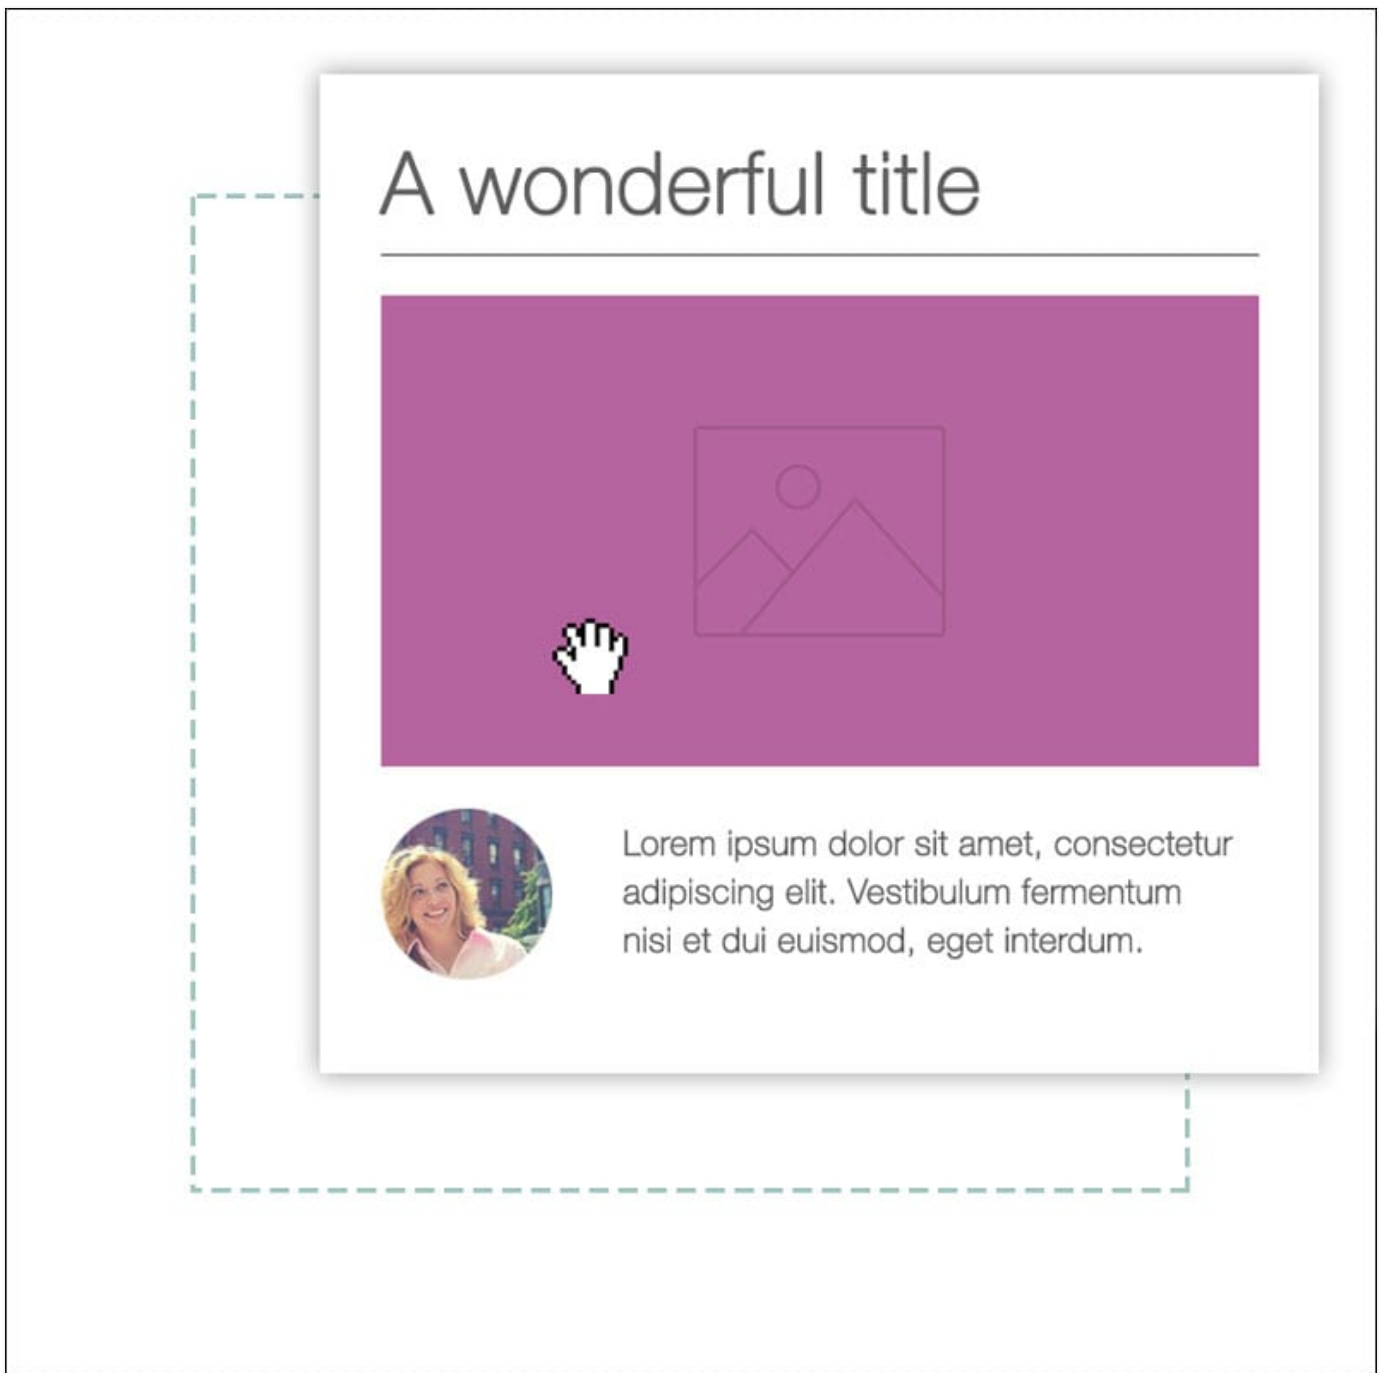 A wonderful title
Lorem ipsum dolor sit amet, consectetur
adipiscing elit. Vestibulum fermentum
nisi et dui euismod, eget interdum.